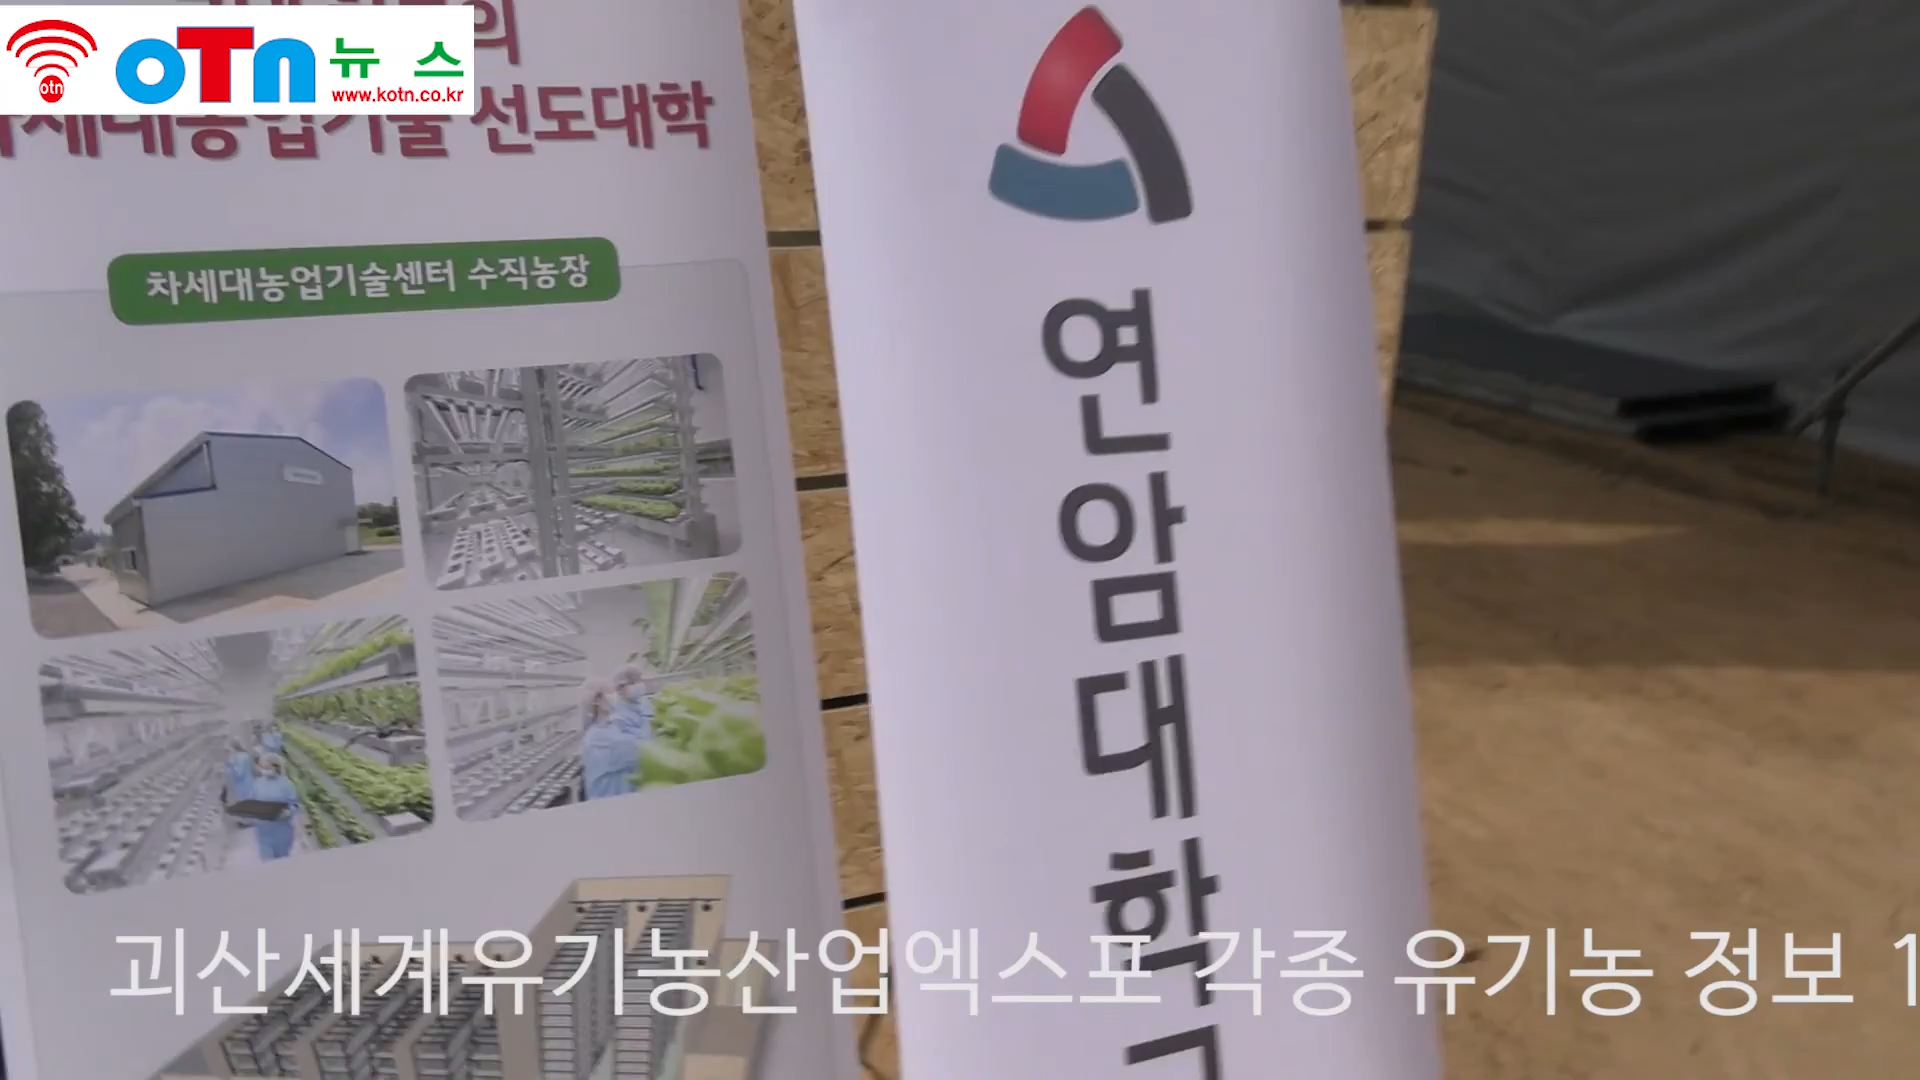 otn
OTN 뉴스
www.kotn.co.kr
차세대농업기술 선도대학
차세대농업기술센터 수직농장
연암대학교
괴산세계유기농산업엑스포 각종 유기농 정보 1